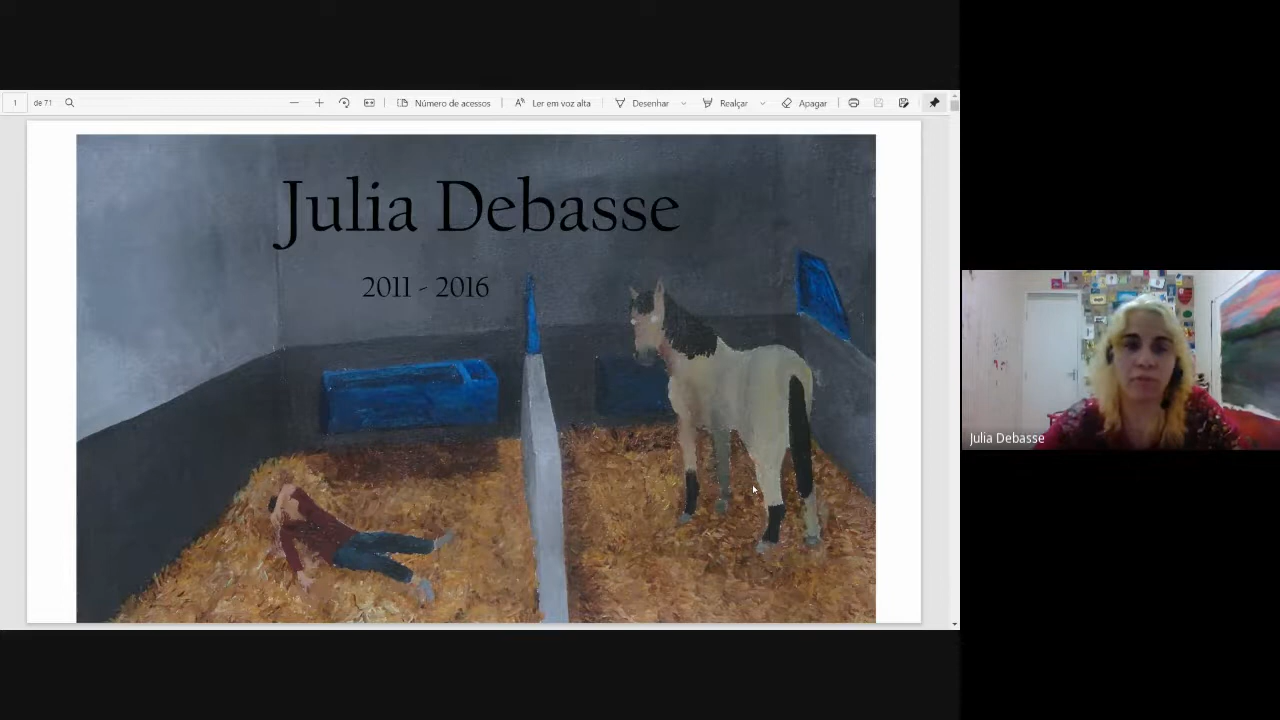 1 de 71 Número de acessos Ler em voz alta Desenhar Realçar Apagar
Julia Debasse
2011 - 2016
Julia Debasse